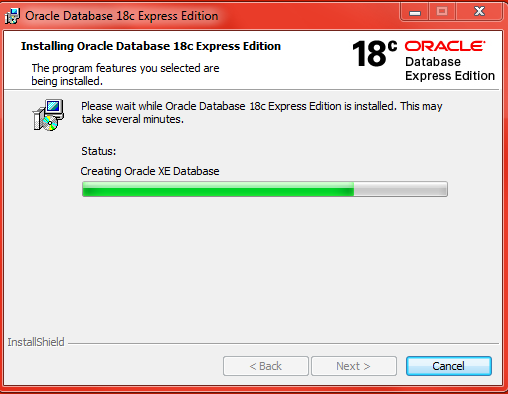 Oracle Database 18c Express Edition
Installing Oracle Database 18c Express Edition
The program features you selected are
being installed.
18c ORACLE
Database
Express Edition
Please wait while Oracle Database 18c Express Edition is installed. This may
take several minutes.
Status:
Creating Oracle XE Database
InstallShield
< Back
Next >
Cancel